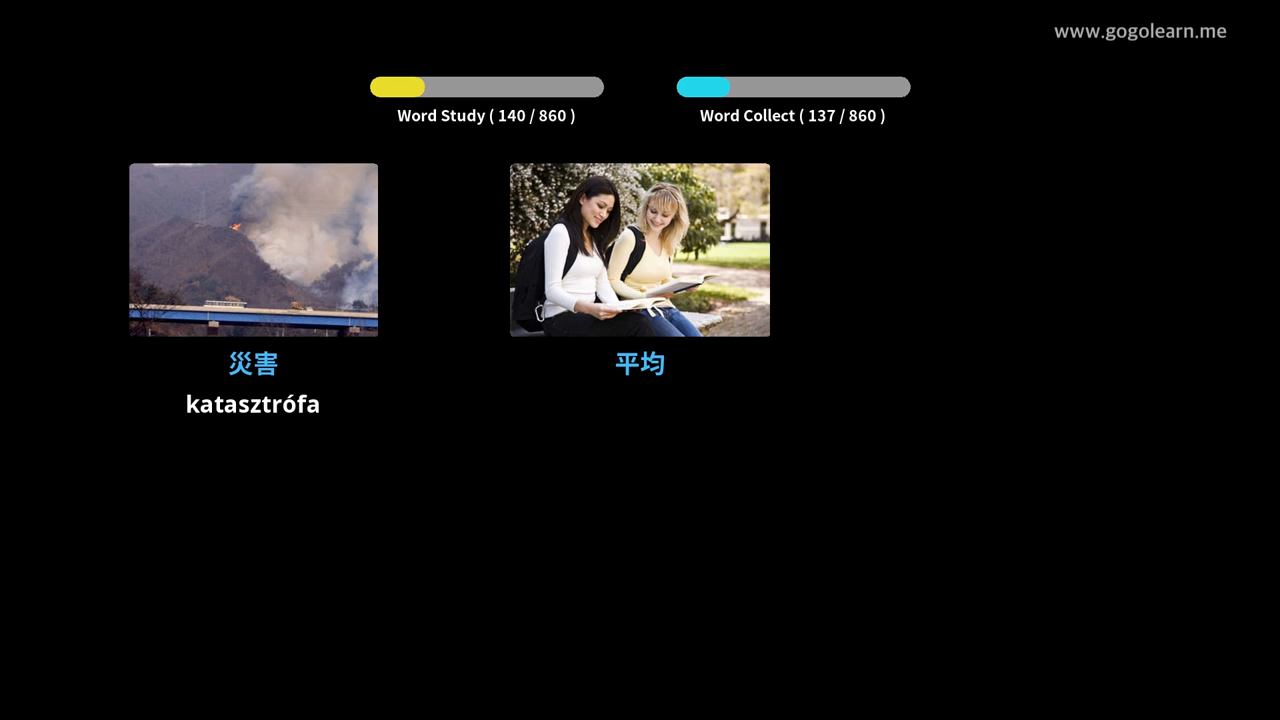 www.gogolearn.me
Word Study ( 140 / 860 )
Word Collect ( 137 / 860 )
災害
平均
katasztrófa